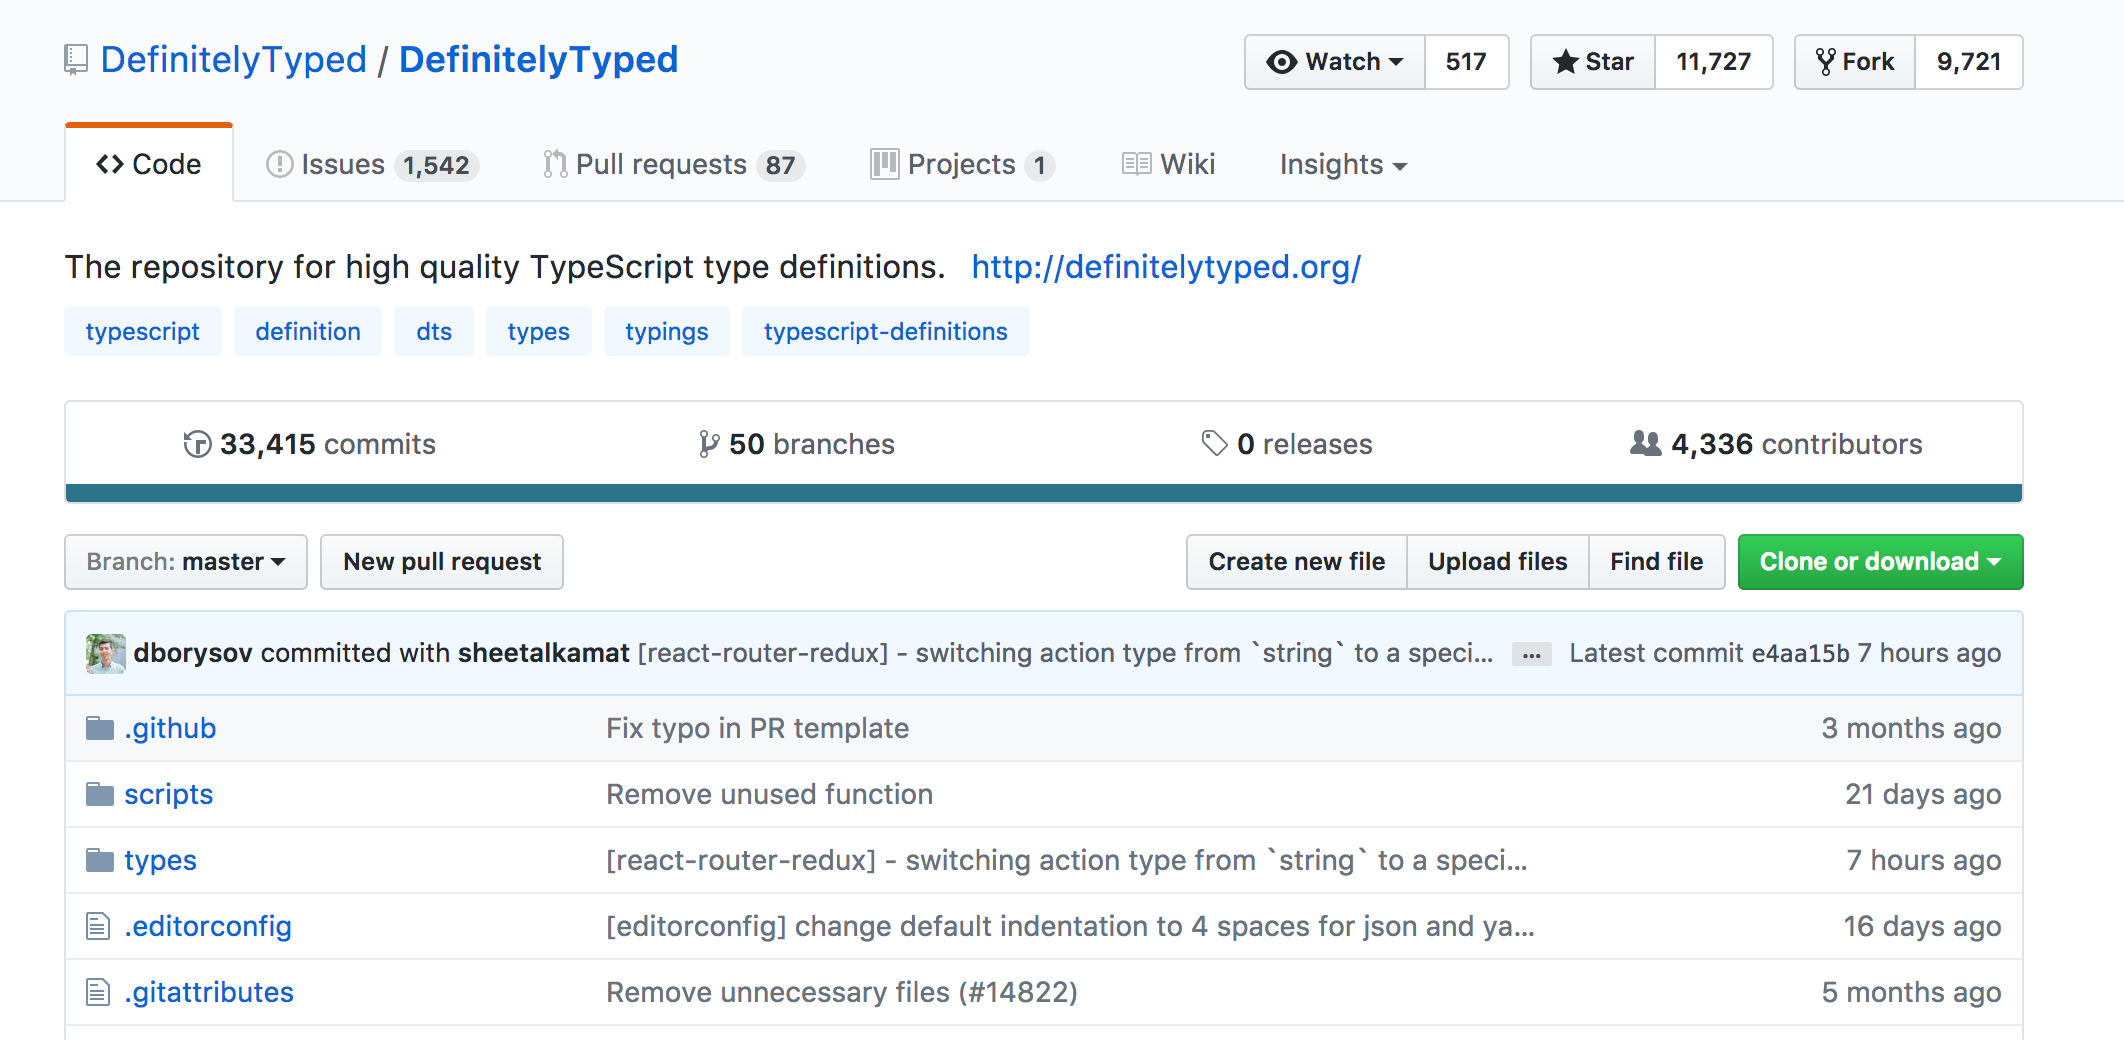 DefinitelyTyped / DefinitelyTyped
Watch 517 Star 11,727 Fork 9,721
Code Issues 1,542 Pull requests 87 Projects 1 Wiki Insights
The repository for high quality TypeScript type definitions. http://definitelytyped.org/
typescript definition dts types typings typescript-definitions
33,415 commits 50 branches 0 releases 4,336 contributors
Branch: master New pull request Create new file Upload files Find file Clone or download
dborysov committed with sheetalkamat [react-router-redux] - switching action type from `string` to a speci... ... Latest commit e4aa15b 7 hours ago
.github Fix typo in PR template 3 months ago
scripts Remove unused function 21 days ago
types [react-router-redux] - switching action type from `string` to a speci... 7 hours ago
.editorconfig [editorconfig] change default indentation to 4 spaces for json and ya... 16 days ago
.gitattributes Remove unnecessary files (#14822) 5 months ago